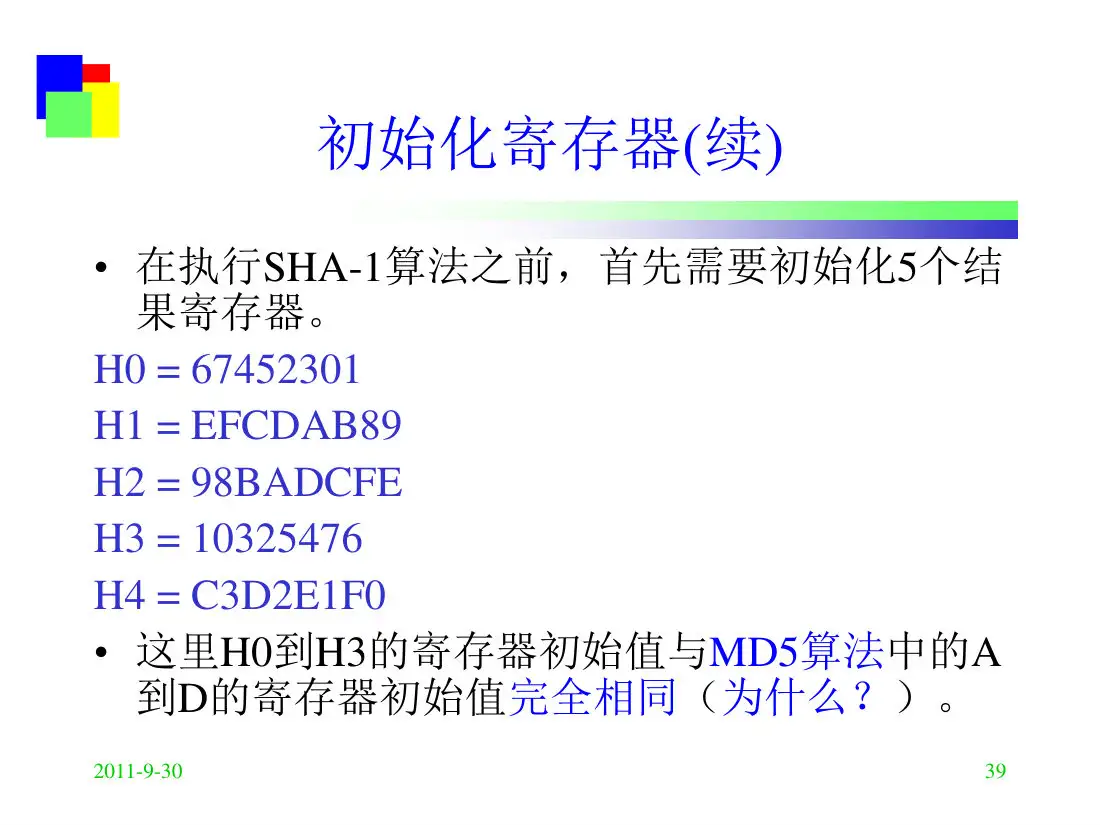 初始化寄存器(续)
• 在执行SHA-1算法之前，首先需要初始化5个结
果寄存器。
H0 = 67452301
H1 = EFCDAB89
H2 = 98BADCFE
H3 = 10325476
H4 = C3D2E1F0
• 这里H0到H3的寄存器初始值与MD5算法中的A
到D的寄存器初始值完全相同（为什么？）。
2011-9-30
39